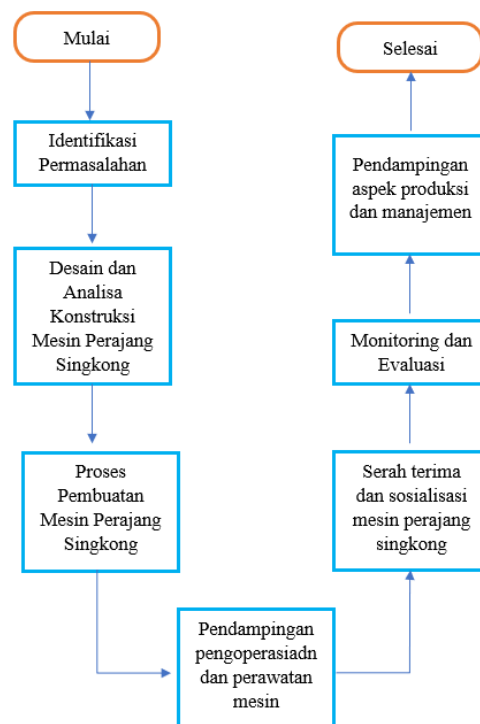 Mulai
Identifikasi
Permasalahan
Desain dan
Analisa
Konstruksi
Mesin Perajang
Singkong
Proses
Pembuatan
Mesin Perajang
Singkong
Pendampingan
pengoperasiadn
dan perawatan
mesin
Serah terima
dan sosialisasi
mesin perajang
singkong
Monitoring dan
Evaluasi
Pendampingan
aspek produksi
dan manajemen
Selesai